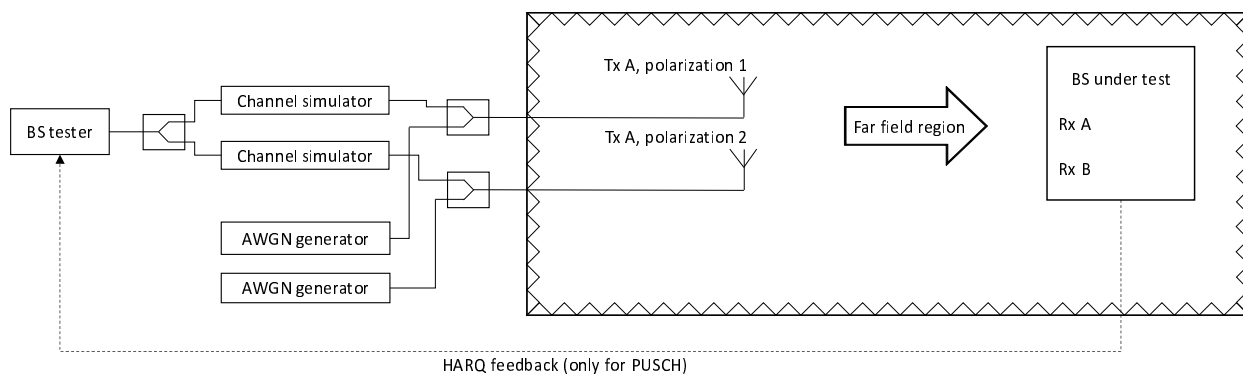 Tx A, polarization 1
BS under test
Channel simulator
BS tester
Far field region
Rx A
Tx A, polarization 2
Channel simulator
Rx B
AWGN generator
AWGN generator
HARQ feedback (only for PUSCH)